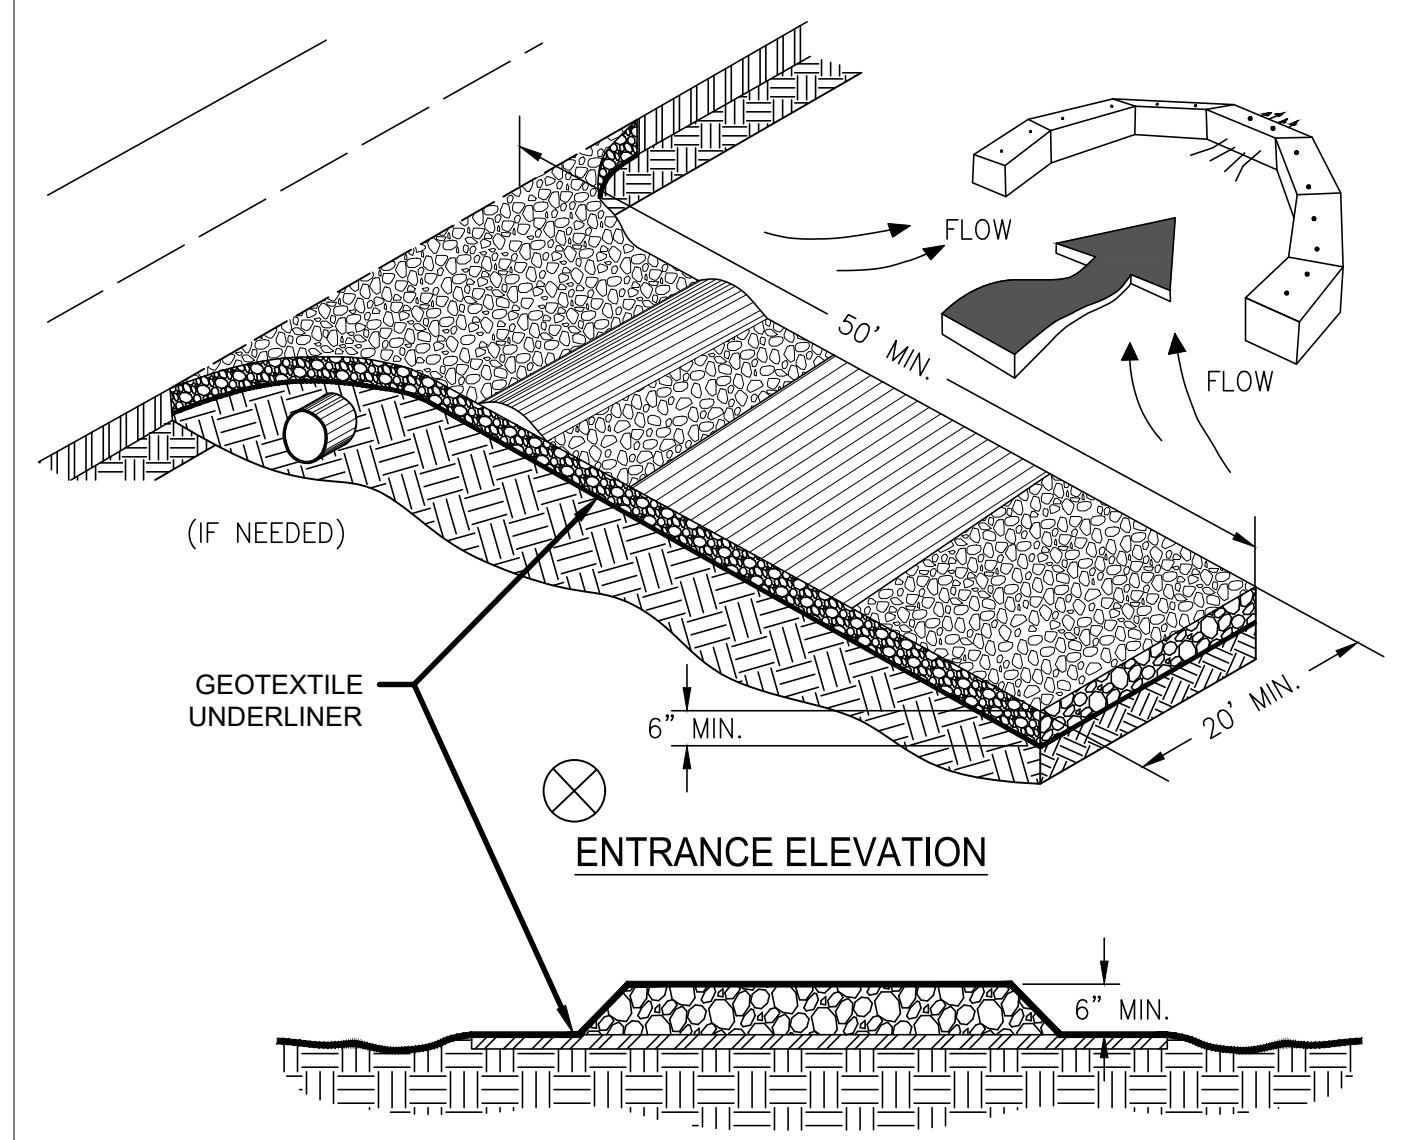 FLOW
50' MIN.
FLOW
(IF NEEDED)
GEOTEXTILE
UNDERLINER
6" MIN.
20' MIN.
ENTRANCE ELEVATION
6" MIN.